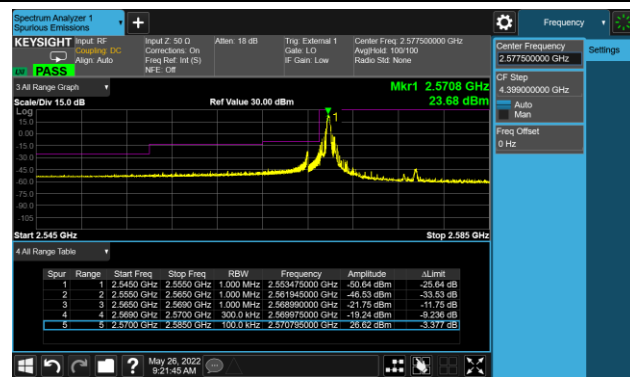 Spectrum Analyzer 1
Spurious Emissions
Frequency
KEYSIGHT
Input: RF
Coupling: DC
Align: Auto
Input Z: 50 Ω
Corrections: On
Freq Ref: Int (S)
NFE: Off
Atten: 18 dB
Trig: External 1
Gate: LO
IF Gain: Low
Center Freq: 2.577500000 GHz
Avg|Hold: 100/100
Radio Std: None
PASS
Center Frequency
2.577500000 GHz
Settings
CF Step
4.399000000 GHz
Auto
Man
Freq Offset
0 Hz
3 All Range Graph
Mkr1 2.5708 GHz
Scale/Div 15.0 dB
Ref Value 30.00 dBm
23.68 dBm
Log
15.0
0.00
-15.0
-30.0
-45.0
-60.0
-75.0
-90.0
-105
1
Start 2.545 GHz
Stop 2.585 GHz
4 All Range Table
Spur Range Start Freq Stop Freq RBW Frequency Amplitude ΔLimit
1 1 2.5450 GHz 2.5550 GHz 1.000 MHz 2.553475000 GHz -50.64 dBm -25.64 dB
2 2 2.5550 GHz 2.5650 GHz 1.000 MHz 2.561945000 GHz -46.53 dBm -33.53 dB
3 3 2.5650 GHz 2.5690 GHz 1.000 MHz 2.568990000 GHz -21.75 dBm -11.75 dB
4 4 2.5690 GHz 2.5700 GHz 300.0 kHz 2.569975000 GHz -19.24 dBm -9.236 dB
5 5 2.5700 GHz 2.5850 GHz 100.0 kHz 2.570795000 GHz 26.62 dBm -3.377 dB
?
May 26, 2022
9:21:45 AM